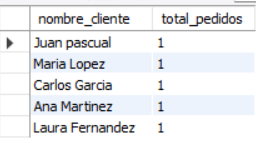 nombre_cliente total_pedidos
Juan pascual 1
Maria Lopez 1
Carlos Garcia 1
Ana Martinez 1
Laura Fernandez 1